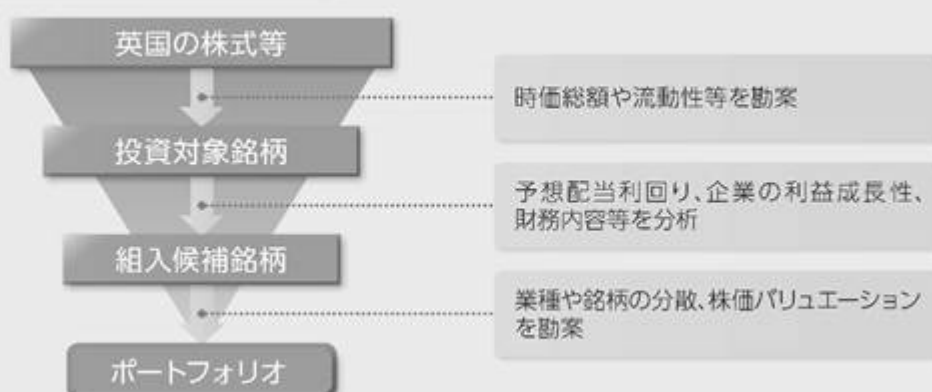 英国の株式等
時価総額や流動性等を勘案
投資対象銘柄
予想配当利回り、企業の利益成長性、
財務内容等を分析
組入候補銘柄
業種や銘柄の分散、株価バリュエーション
を勘案
ポートフォリオ